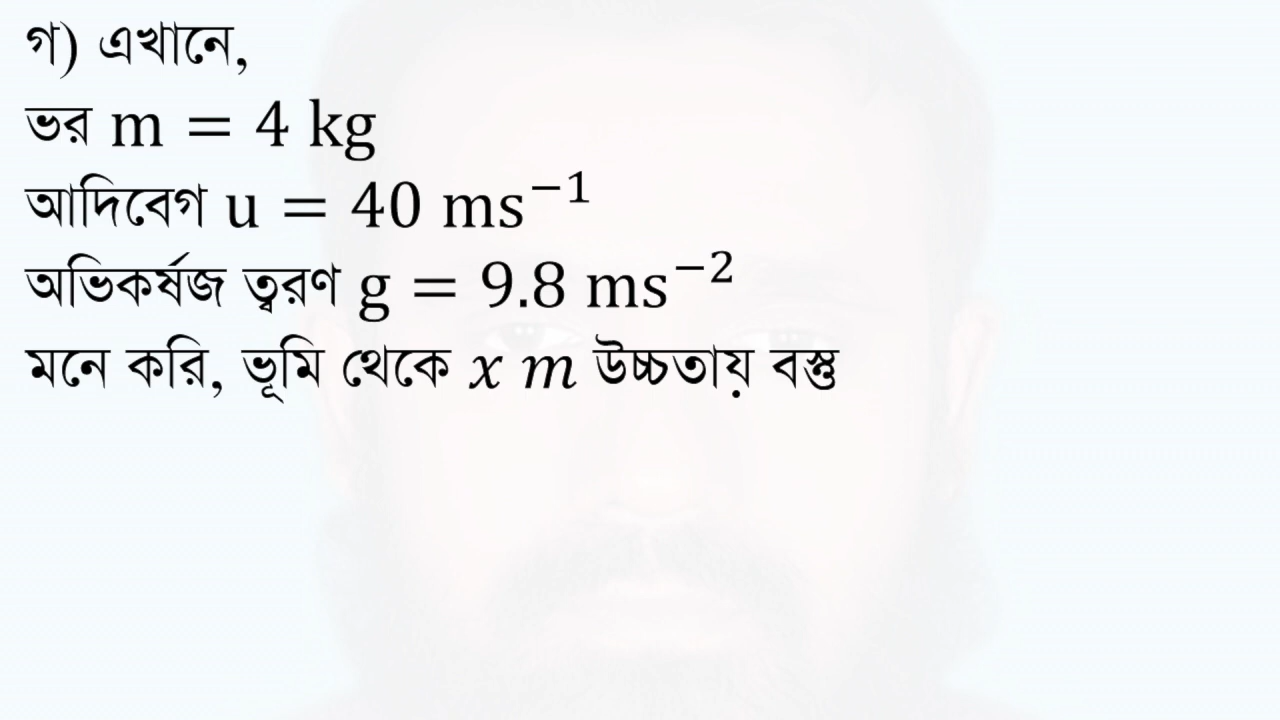 গ) এখানে,
ভর m = 4 kg
আদিবেগ u = 40 ms⁻¹
অভিকর্ষজ ত্বরণ g = 9.8 ms⁻²
মনে করি, ভূমি থেকে x m উচ্চতায় বস্তু